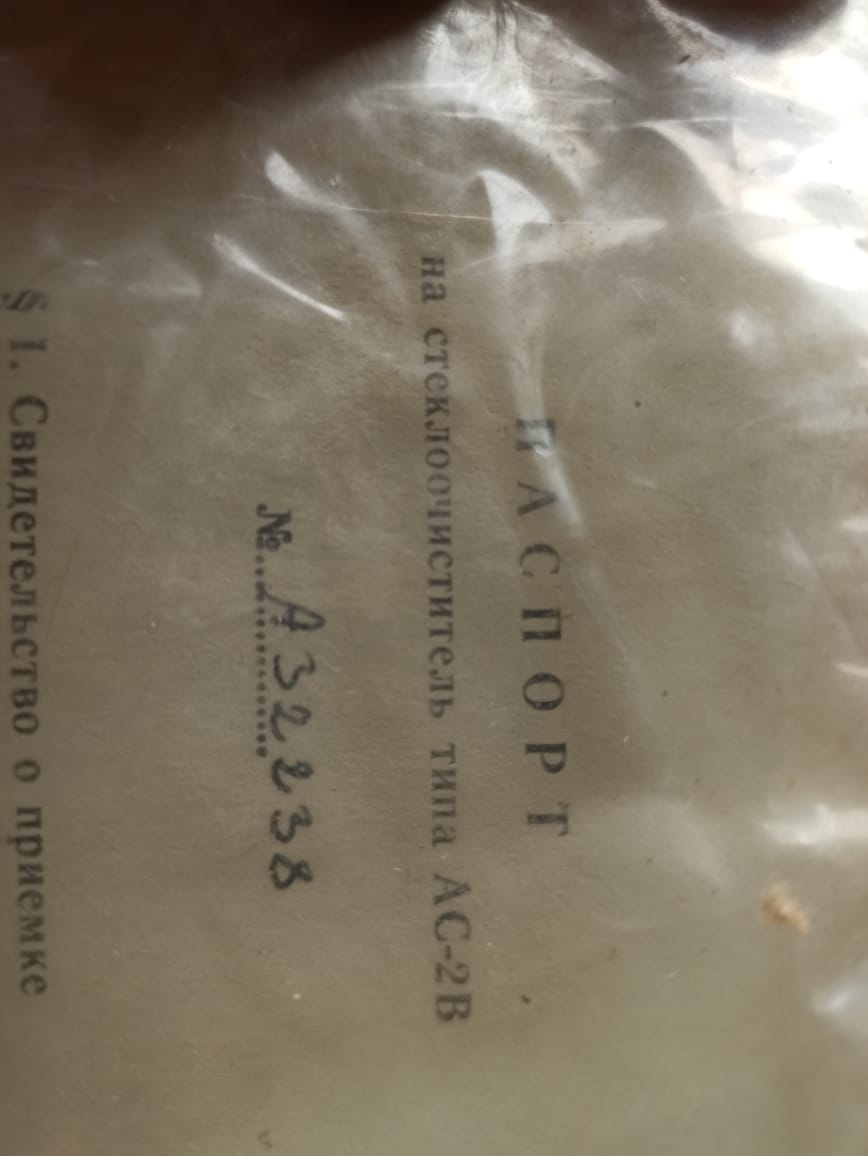 ПАСПОРТ
на стеклоочиститель типа АС-2В
№ А32238
§ 1. Свидетельство о приемке